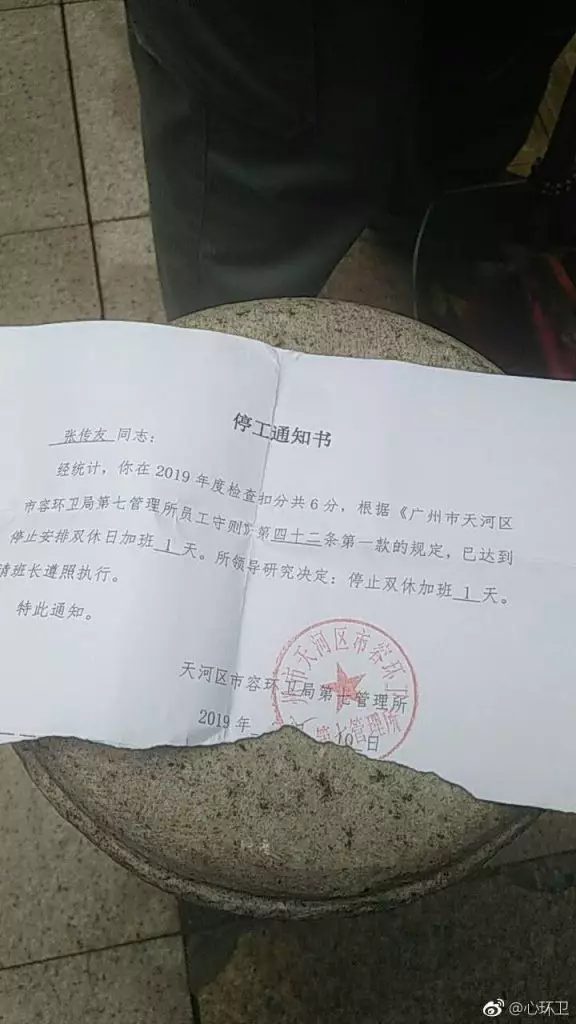 停工通知书
张传友 同志：
经统计，你在 2019 年度检查扣分共 6 分，根据《广州市天河区
市容环卫局第七管理所员工守则》第四十二条第一款的规定，已达到
停止安排双休日加班 1 天。所领导研究决定：停止双休加班 1 天。
请班长遵照执行。
特此通知。
天河区市容环卫局第七管理所
2019 年
10 日
州市天河区市容环卫
第七管理所
@心环卫